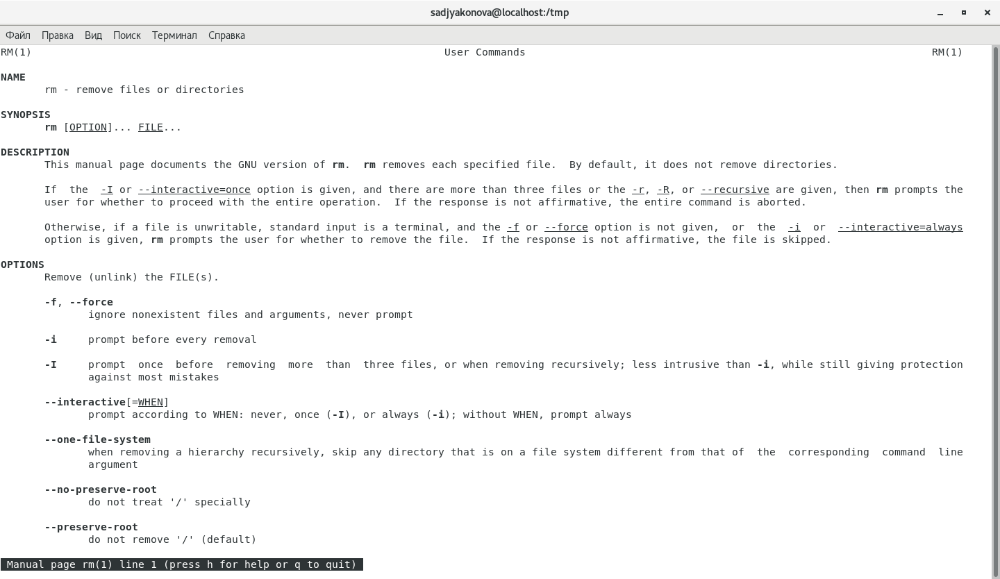 sadjyakonova@localhost:/tmp
Файл Правка Вид Поиск Терминал Справка
RM(1) User Commands RM(1)
NAME
rm - remove files or directories
SYNOPSIS
rm [OPTION]... FILE...
DESCRIPTION
This manual page documents the GNU version of rm.  rm removes each specified file.  By default, it does not remove directories.
If  the  -I or --interactive=once option is given, and there are more than three files or the -r, -R, or --recursive are given, then rm prompts the
user for whether to proceed with the entire operation.  If the response is not affirmative, the entire command is aborted.
Otherwise, if a file is unwritable, standard input is a terminal, and the -f or --force option is not given,  or  the  -i  or  --interactive=always
option is given, rm prompts the user for whether to remove the file.  If the response is not affirmative, the file is skipped.
OPTIONS
Remove (unlink) the FILE(s).
-f, --force
ignore nonexistent files and arguments, never prompt
-i     prompt before every removal
-I     prompt  once  before  removing  more  than  three files, or when removing recursively; less intrusive than -i, while still giving protection
against most mistakes
--interactive[=WHEN]
prompt according to WHEN: never, once (-I), or always (-i); without WHEN, prompt always
--one-file-system
when removing a hierarchy recursively, skip any directory that is on a file system different from that of  the  corresponding  command  line
argument
--no-preserve-root
do not treat '/' specially
--preserve-root
do not remove '/' (default)
Manual page rm(1) line 1 (press h for help or q to quit)